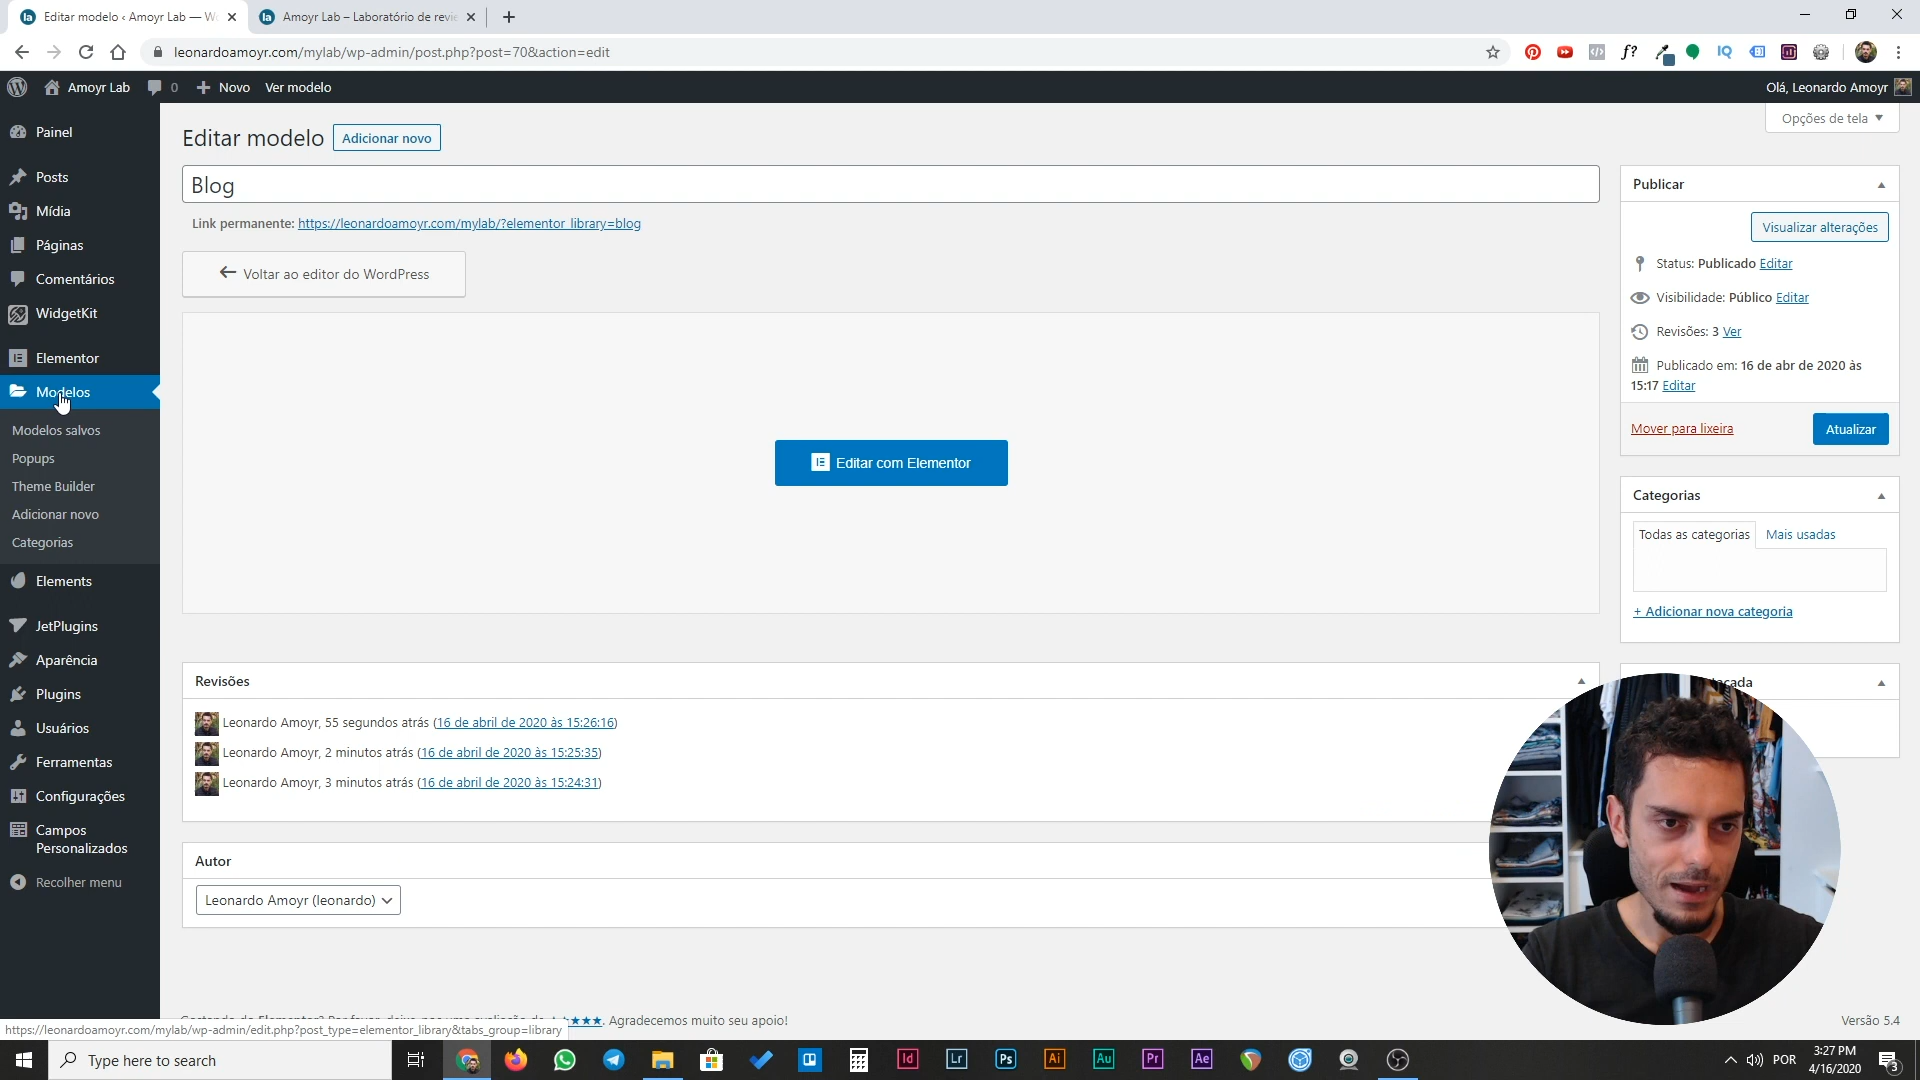 Editar modelo ‹ Amoyr Lab — W
Amoyr Lab – Laboratório de revie
leonardoamoyr.com/mylab/wp-admin/post.php?post=70&action=edit
Amoyr Lab
0
Novo
Ver modelo
Olá, Leonardo Amoyr
Opções de tela
Painel
Posts
Mídia
Páginas
Comentários
WidgetKit
Elementor
Modelos
Modelos salvos
Popups
Theme Builder
Adicionar novo
Categorias
Elements
JetPlugins
Aparência
Plugins
Usuários
Ferramentas
Configurações
Campos
Personalizados
Recolher menu
Editar modelo
Adicionar novo
Blog
Link permanente: https://leonardoamoyr.com/mylab/?elementor_library=blog
Voltar ao editor do WordPress
Editar com Elementor
Revisões
Leonardo Amoyr, 55 segundos atrás (16 de abril de 2020 às 15:26:16)
Leonardo Amoyr, 2 minutos atrás (16 de abril de 2020 às 15:25:35)
Leonardo Amoyr, 3 minutos atrás (16 de abril de 2020 às 15:24:31)
Autor
Leonardo Amoyr (leonardo)
Publicar
Visualizar alterações
Status: Publicado Editar
Visibilidade: Público Editar
Revisões: 3 Ver
Publicado em: 16 de abr de 2020 às
15:17 Editar
Mover para lixeira
Atualizar
Categorias
Todas as categorias
Mais usadas
+ Adicionar nova categoria
★★★. Agradecemos muito seu apoio!
Versão 5.4
https://leonardoamoyr.com/mylab/wp-admin/edit.php?post_type=elementor_library&tabs_group=library
Type here to search
Id
Lr
Ps
Ai
Au
Pr
Ae
POR
3:27 PM
4/16/2020
3